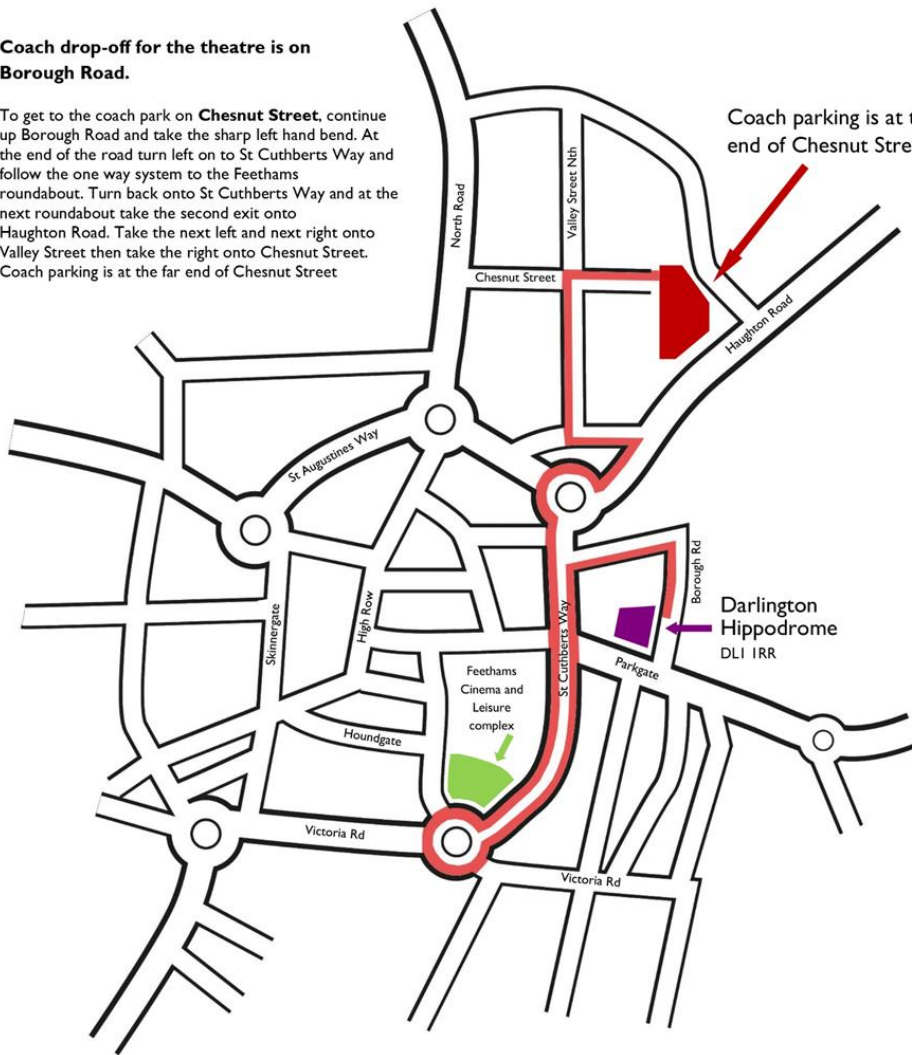 Coach drop-off for the theatre is on
Borough Road.
To get to the coach park on Chesnut Street, continue
up Borough Road and take the sharp left hand bend. At
the end of the road turn left on to St Cuthberts Way and
follow the one way system to the Feethams
roundabout. Turn back onto St Cuthberts Way and at the
next roundabout take the second exit onto
Haughton Road. Take the next left and next right onto
Valley Street then take the right onto Chesnut Street.
Coach parking is at the far end of Chesnut Street
Coach parking is at t
end of Chesnut Stre
North Road
Valley Street Nth
Chesnut Street
Haughton Road
St Augustines Way
Borough Rd
Skinnergate
High Row
St Cuthberts Way
Darlington
Hippodrome
DL1 1RR
Parkgate
Feethams
Cinema and
Leisure
complex
Houndgate
Victoria Rd
Victoria Rd